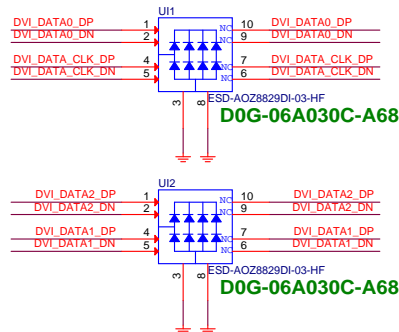 UI1
DVI_DATA0_DP 1 NC 10 DVI_DATA0_DP
DVI_DATA0_DN 2 NC 9 DVI_DATA0_DN
DVI_DATA_CLK_DP 4 NC 7 DVI_DATA_CLK_DP
DVI_DATA_CLK_DN 5 NC 6 DVI_DATA_CLK_DN
3 8 ESD-AOZ8829DI-03-HF
D0G-06A030C-A68
UI2
DVI_DATA2_DP 1 NC 10 DVI_DATA2_DP
DVI_DATA2_DN 2 NC 9 DVI_DATA2_DN
DVI_DATA1_DP 4 NC 7 DVI_DATA1_DP
DVI_DATA1_DN 5 NC 6 DVI_DATA1_DN
3 8 ESD-AOZ8829DI-03-HF
D0G-06A030C-A68